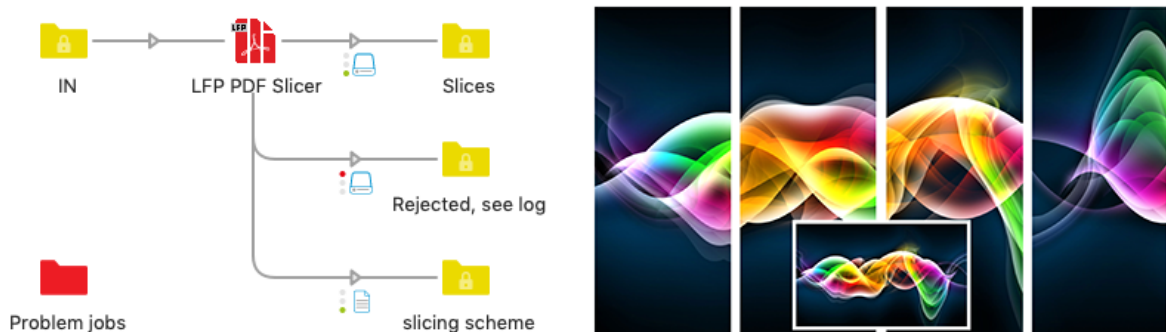 LFP
IN
LFP PDF Slicer
Slices
Rejected, see log
Problem jobs
slicing scheme